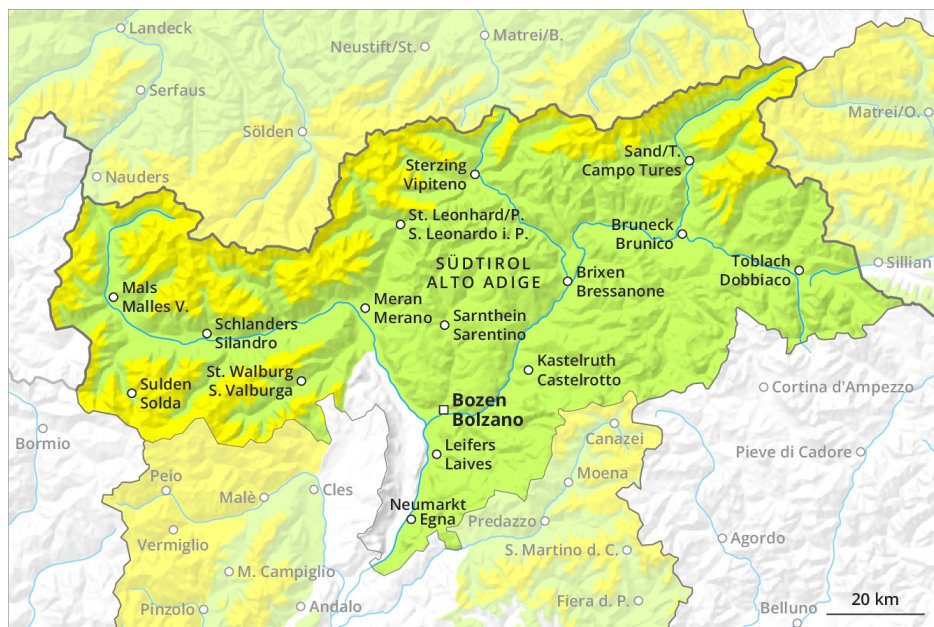 Landeck
Matrei/B.
Neustift/St.
Serfaus
Matrei/O.
Sölden
Sand/T.
Campo Tures
Sterzing
Vipiteno
Nauders
St. Leonhard/P.
S. Leonardo i. P.
Bruneck
Brunico
SÜDTIROL
ALTO ADIGE
Toblach
Dobbiaco
Sillian
Brixen
Bressanone
Mals
Malles V.
Meran
Merano
Sarnthein
Sarentino
Schlanders
Silandro
Kastelruth
Castelrotto
St. Walburg
S. Valburga
Sulden
Solda
Cortina d'Ampezzo
Bozen
Bolzano
Bormio
Canazei
Leifers
Laives
Pieve di Cadore
Peio
Moena
Malè
Cles
Neumarkt
Egna
Predazzo
Agordo
Vermiglio
S. Martino d. C.
M. Campiglio
Pinzolo
Andalo
Fiera d. P.
Belluno
20 km